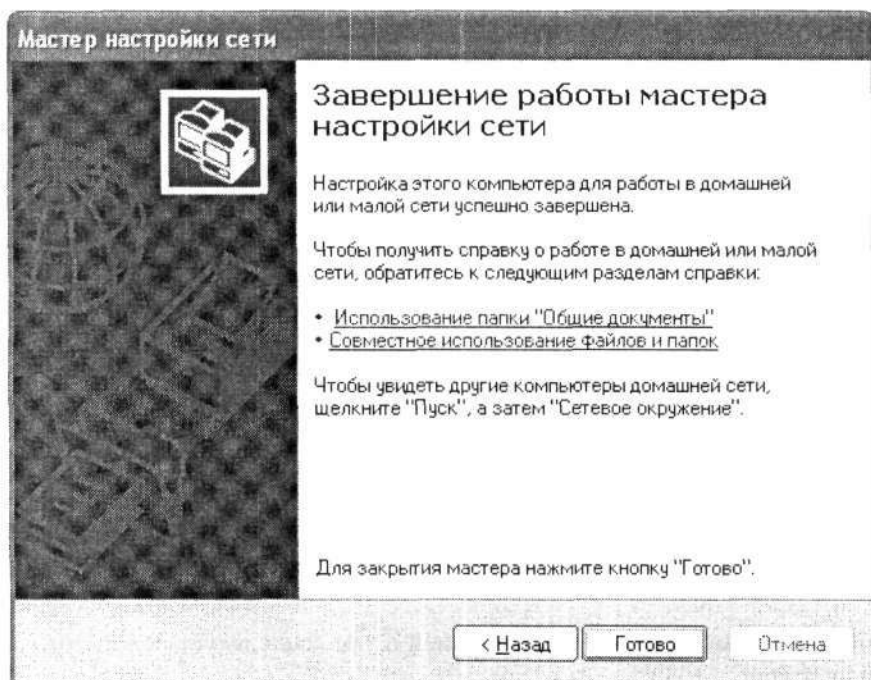 Мастер настройки сети
Завершение работы мастера
настройки сети
Настройка этого компьютера для работы в домашней
или малой сети успешно завершена.
Чтобы получить справку о работе в домашней или малой
сети, обратитесь к следующим разделам справки:
• Использование папки "Общие документы"
• Совместное использование файлов и папок
Чтобы увидеть другие компьютеры домашней сети,
щелкните "Пуск", а затем "Сетевое окружение".
Для закрытия мастера нажмите кнопку "Готово".
< Назад Готово Отмена